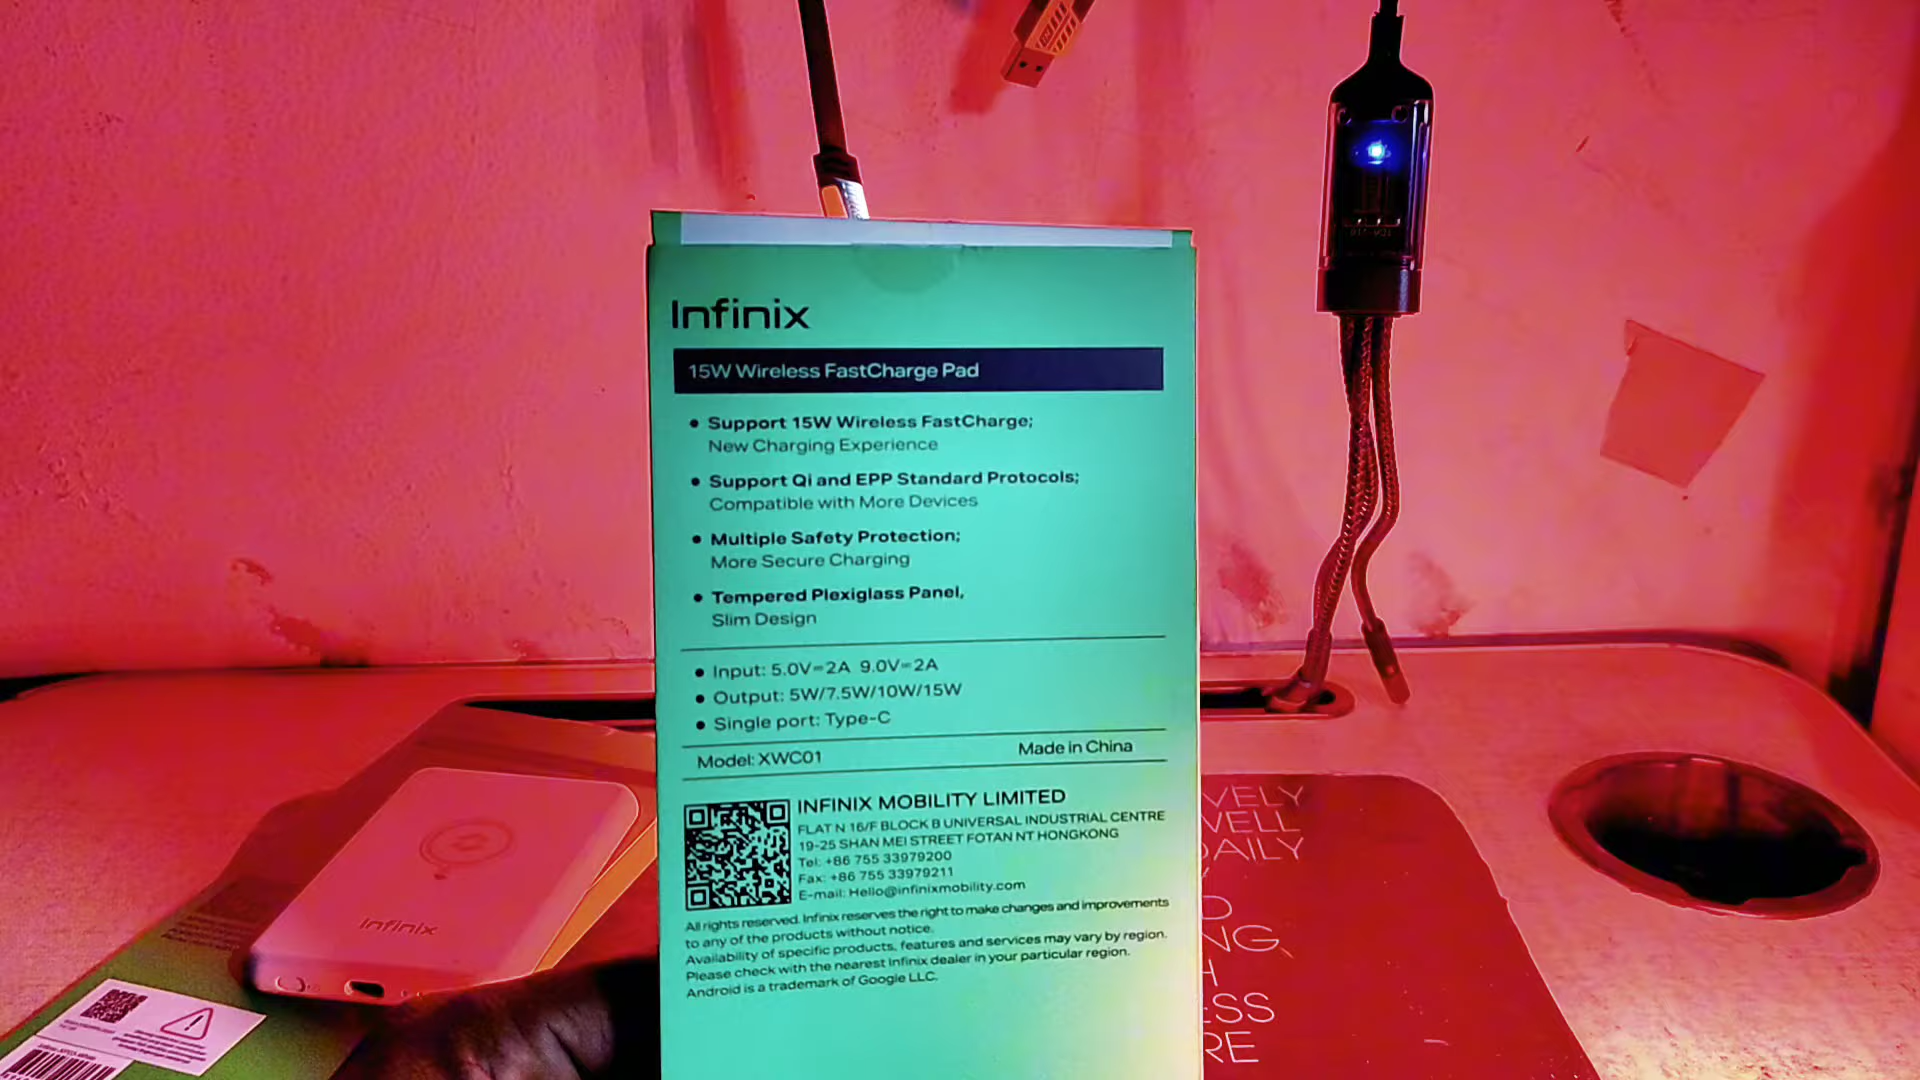 Infinix
15W Wireless FastCharge Pad
Support 15W Wireless FastCharge;
New Charging Experience
Support Qi and EPP Standard Protocols;
Compatible with More Devices
Multiple Safety Protection;
More Secure Charging
Tempered Plexiglass Panel,
Slim Design
Input: 5.0V=2A 9.0V=2A
Output: 5W/7.5W/10W/15W
Single port: Type-C
Model: XWC01
Made in China
INFINIX MOBILITY LIMITED
FLAT N 16/F BLOCK B UNIVERSAL INDUSTRIAL CENTRE
19-25 SHAN MEI STREET FOTAN NT HONGKONG
Tel: +86 755 33979200
Fax: +86 755 33979211
E-mail: Hello@infinixmobility.com
All rights reserved. Infinix reserves the right to make changes and improvements
to any of the products without notice.
Availability of specific products, features and services may vary by region.
Please check with the nearest Infinix dealer in your particular region.
Android is a trademark of Google LLC.
Infinix
VELY
WELL
DAILY
NG
ESS
RE